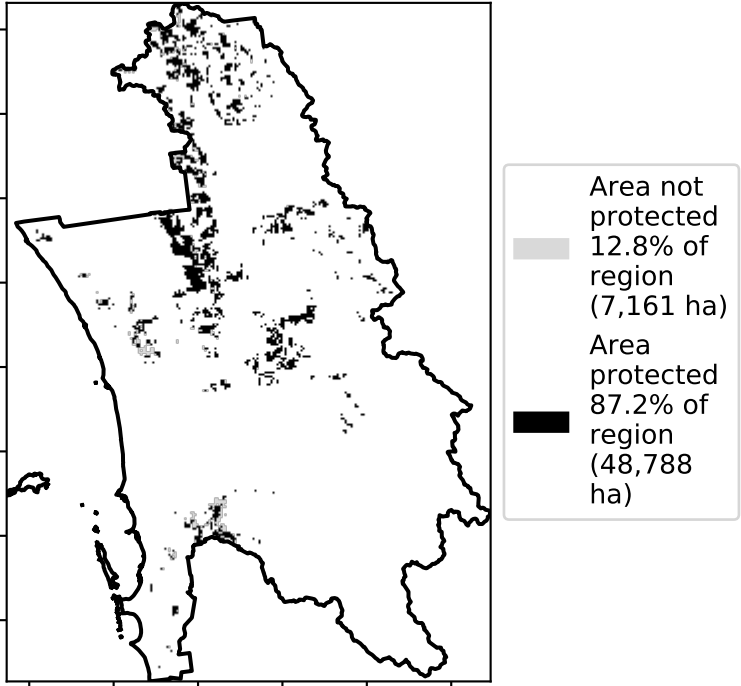 Area not
protected
12.8% of
region
(7,161 ha)
Area
protected
87.2% of
region
(48,788
ha)